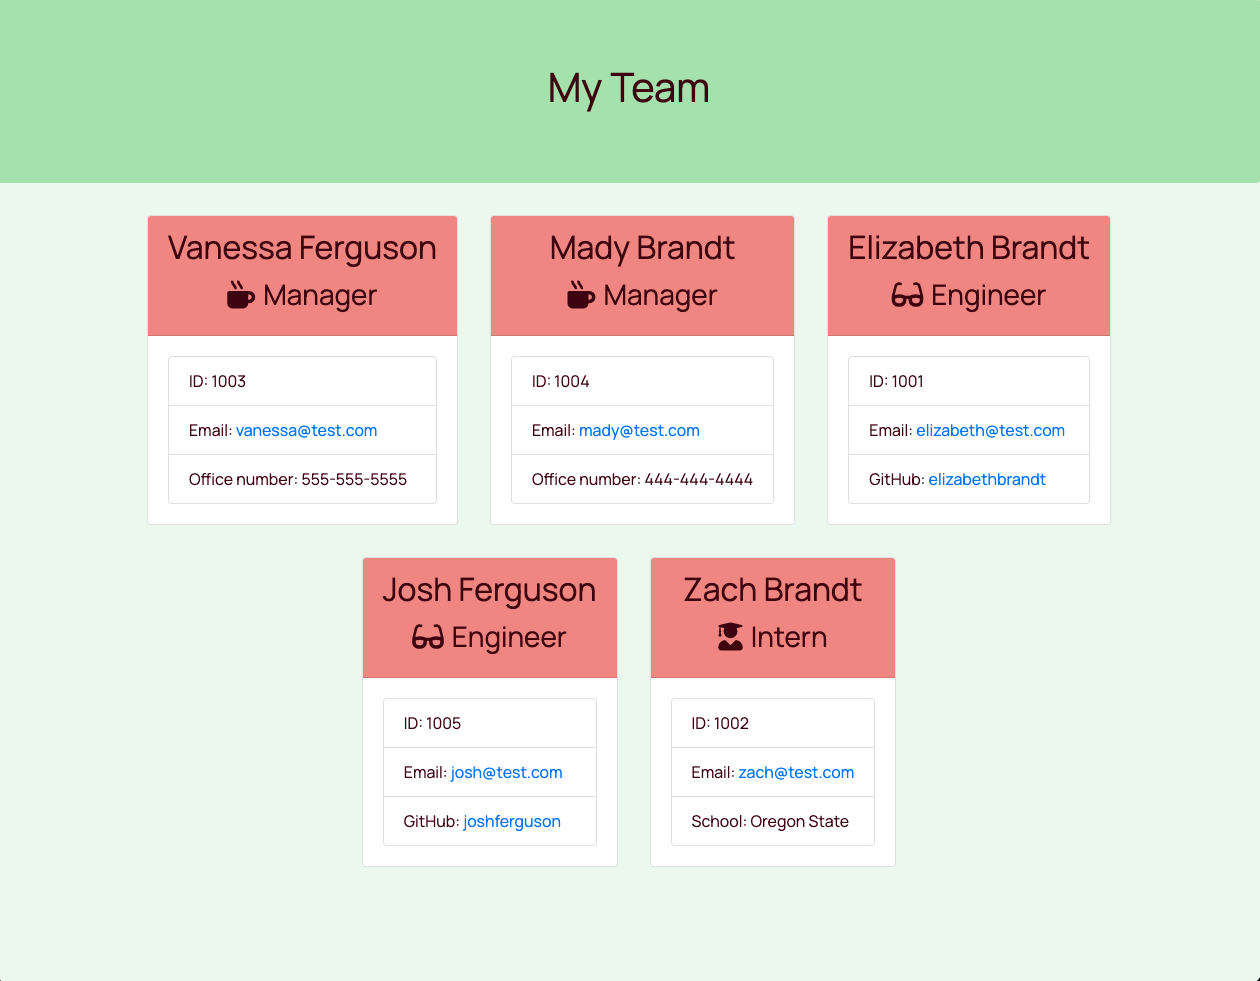 My Team
Vanessa Ferguson
Manager
ID: 1003
Email: vanessa@test.com
Office number: 555-555-5555
Mady Brandt
Manager
ID: 1004
Email: mady@test.com
Office number: 444-444-4444
Elizabeth Brandt
Engineer
ID: 1001
Email: elizabeth@test.com
GitHub: elizabethbrandt
Josh Ferguson
Engineer
ID: 1005
Email: josh@test.com
GitHub: joshferguson
Zach Brandt
Intern
ID: 1002
Email: zach@test.com
School: Oregon State